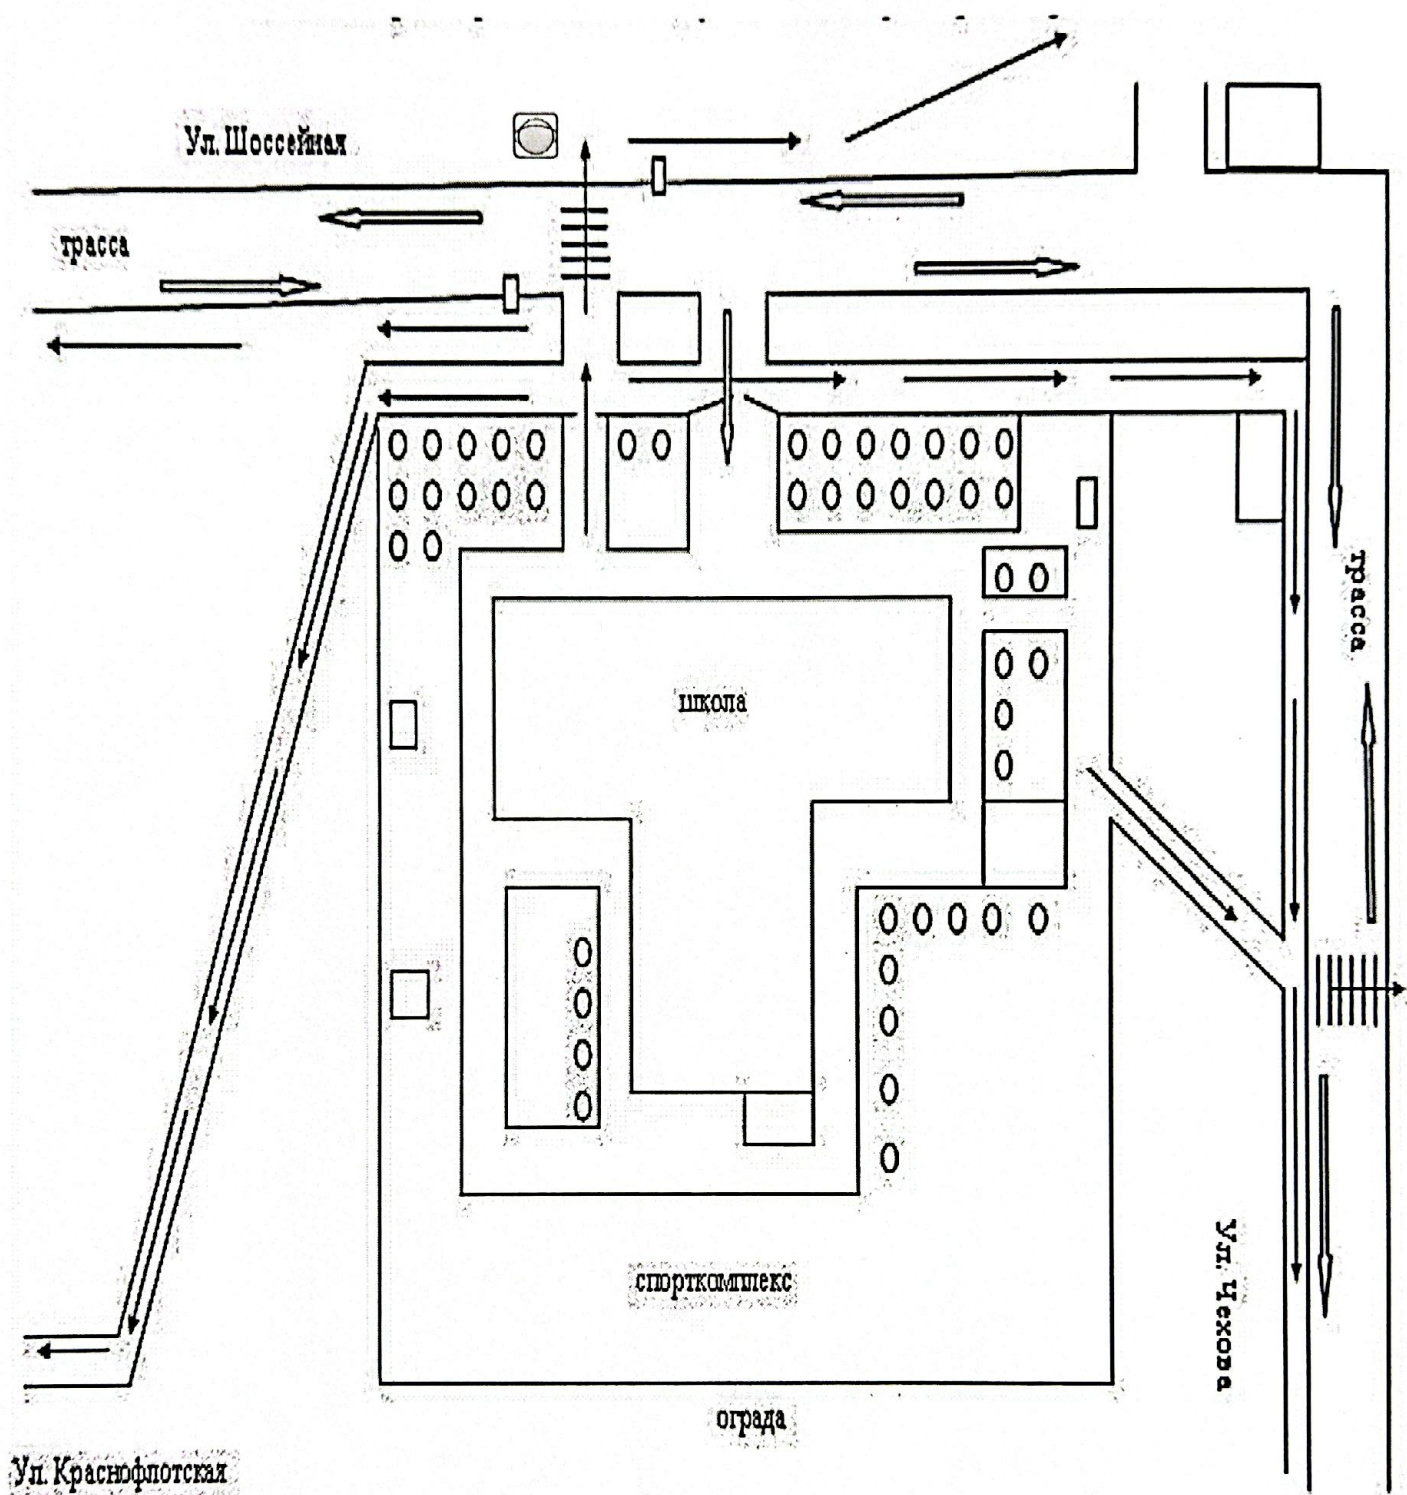 Ул. Шоссейная
трасса
трасса
школа
спорткомплекс
Ул. Чехова
ограда
Ул. Краснофлотская